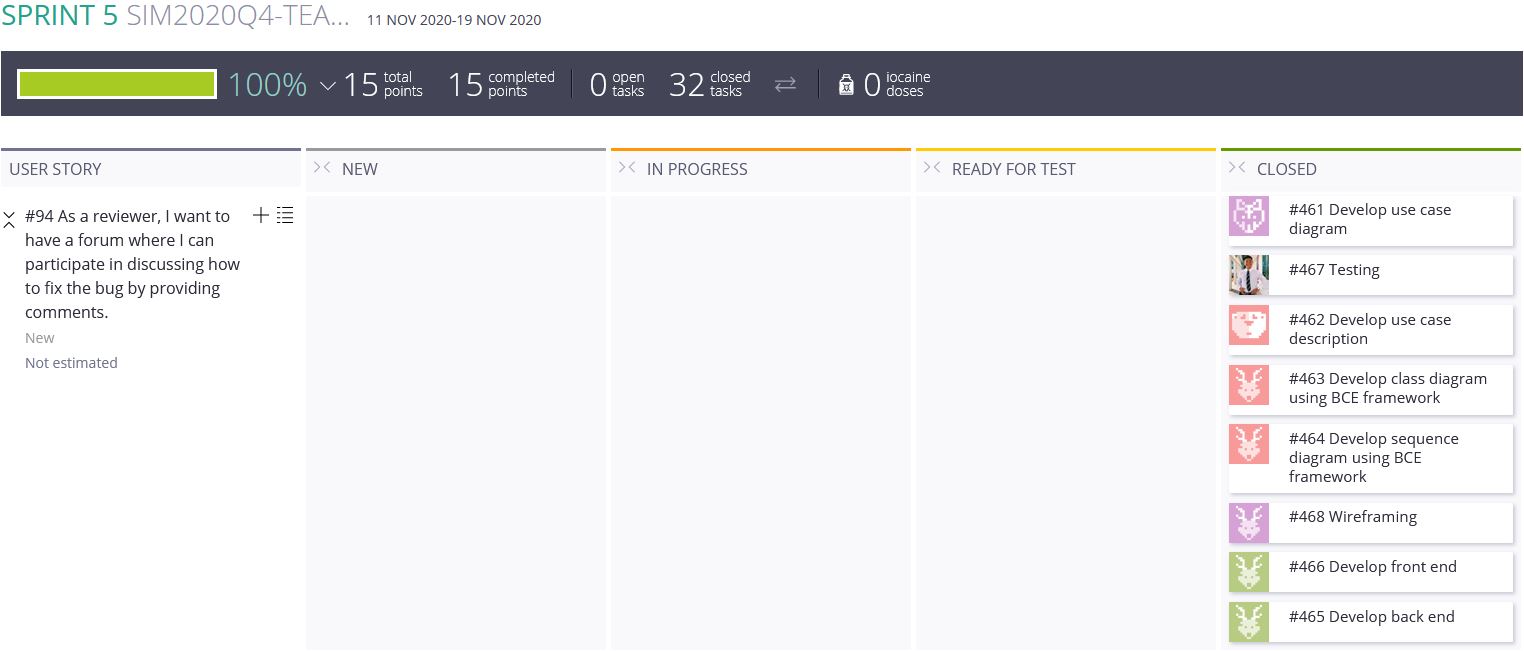 SPRINT 5 SIM2020Q4-TEA... 11 NOV 2020-19 NOV 2020
100% 15 total points 15 completed points 0 open tasks 32 closed tasks 0 iocaine doses
USER STORY NEW IN PROGRESS READY FOR TEST CLOSED
#94 As a reviewer, I want to
have a forum where I can
participate in discussing how
to fix the bug by providing
comments.
New
Not estimated
#461 Develop use case
diagram
#467 Testing
#462 Develop use case
description
#463 Develop class diagram
using BCE framework
#464 Develop sequence
diagram using BCE
framework
#468 Wireframing
#466 Develop front end
#465 Develop back end